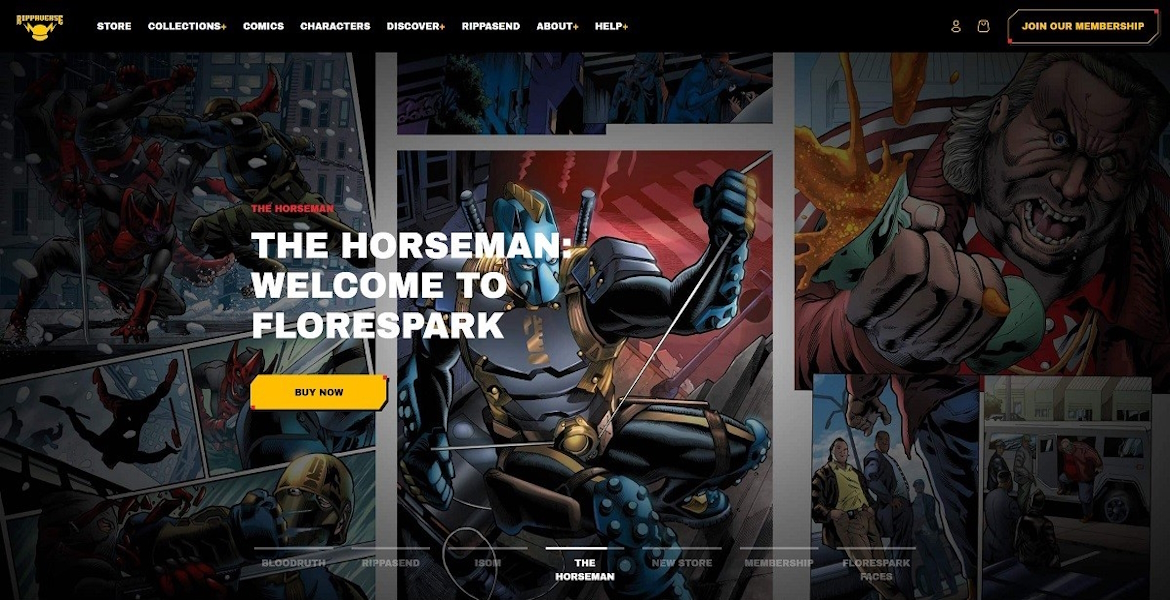 RIPPAVERSE
STORE
COLLECTIONS+
COMICS
CHARACTERS
DISCOVER+
RIPPASEND
ABOUT+
HELP+
JOIN OUR MEMBERSHIP
THE HORSEMAN
THE HORSEMAN:
WELCOME TO
FLORESPARK
BUY NOW
BLOODRUTH
RIPPASEND
ISOM
THE
HORSEMAN
NEW STORE
MEMBERSHIP
FLORESPARK
FACES